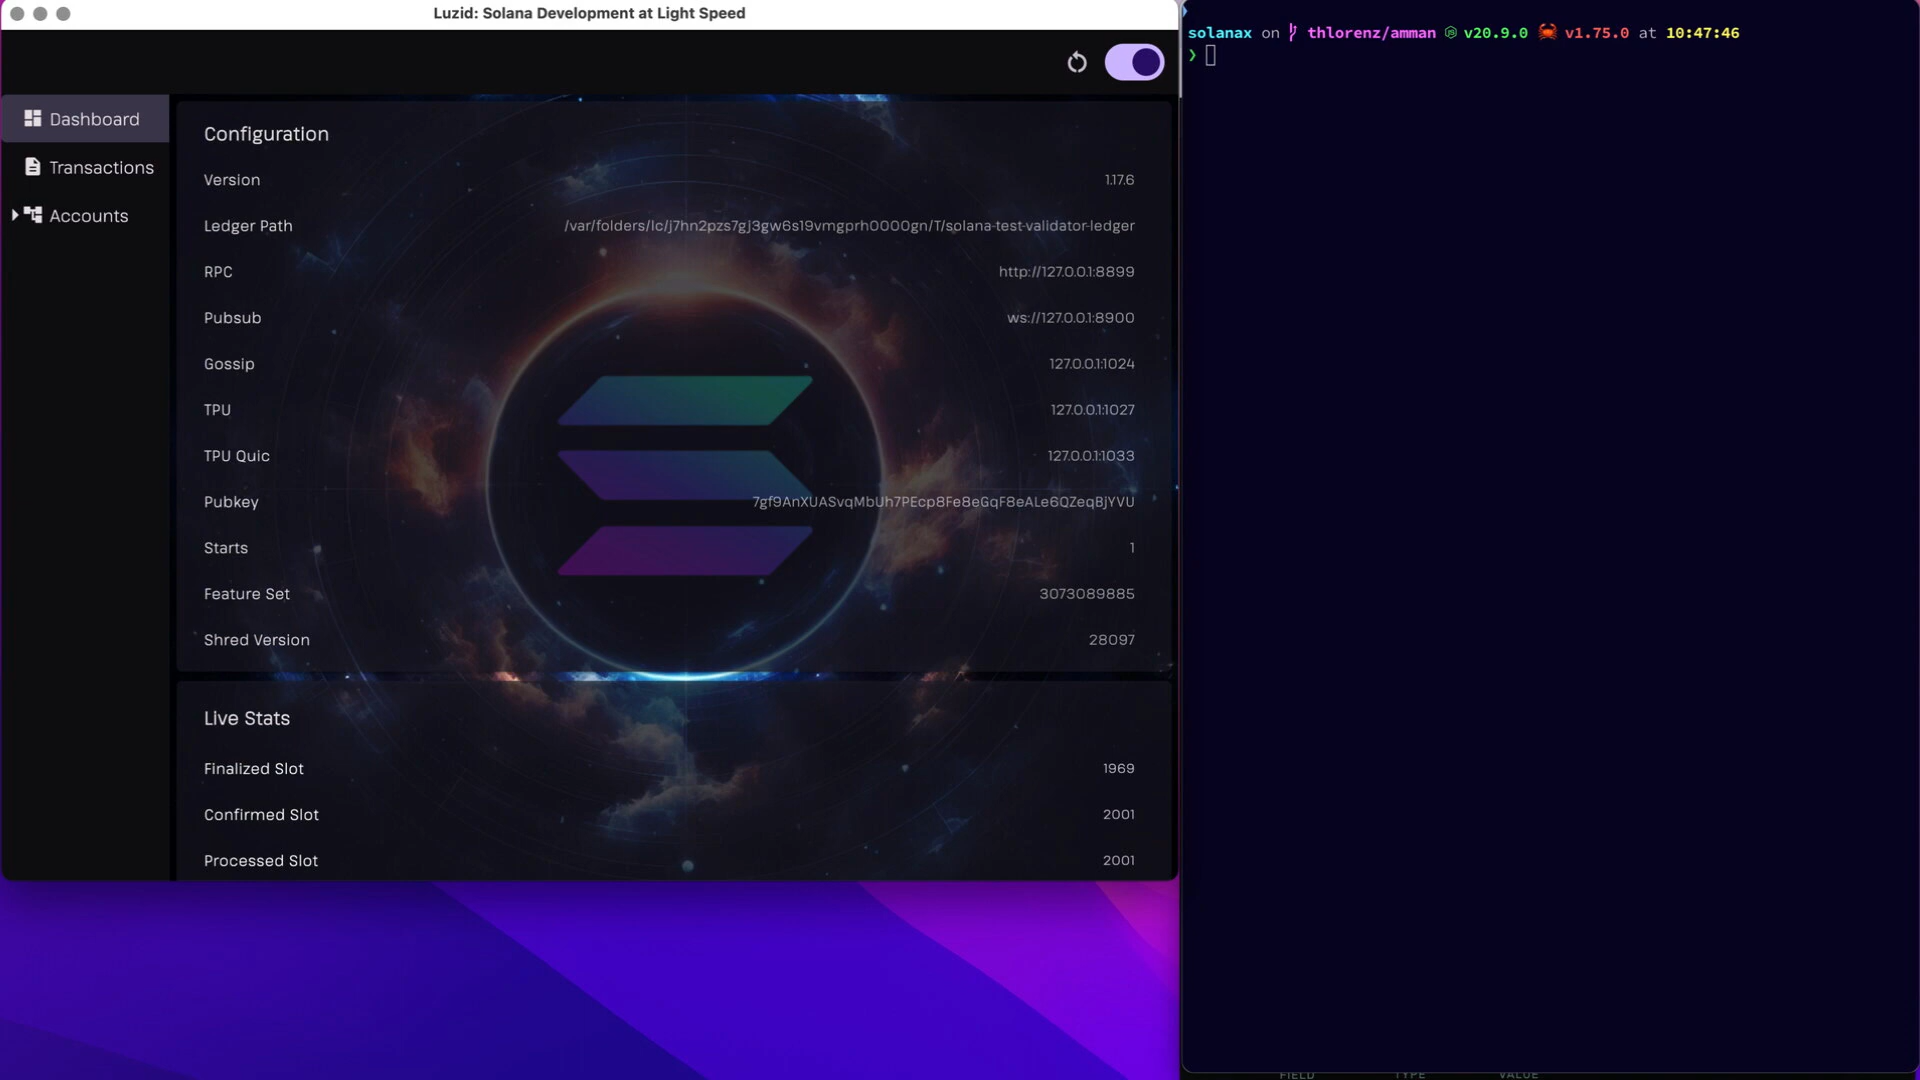 Luzid: Solana Development at Light Speed
Dashboard
Transactions
Accounts
Configuration
Version 1.17.6
Ledger Path /var/folders/lc/j7hn2pzs7gj3gw6s19vmgprh0000gn/T/solana-test-validator-ledger
RPC http://127.0.0.1:8899
Pubsub ws://127.0.0.1:8900
Gossip 127.0.0.1:1024
TPU 127.0.0.1:1027
TPU Quic 127.0.0.1:1033
Pubkey 7gf9AnXUASvqMbUh7PEcp8Fe8eGqF8eALe6QZeqBjYVU
Starts 1
Feature Set 3073089885
Shred Version 28097
Live Stats
Finalized Slot 1969
Confirmed Slot 2001
Processed Slot 2001
solanax on thlorenz/amman v20.9.0 v1.75.0 at 10:47:46
❯
FIELD TYPE VALUE